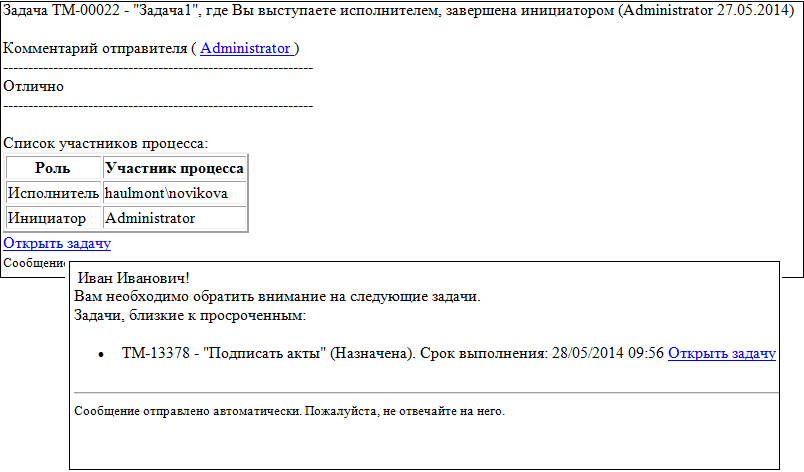 Задача ТМ-00022 - "Задача1", где Вы выступаете исполнителем, завершена инициатором (Administrator 27.05.2014)
Комментарий отправителя ( Administrator )
--------------------------------------------------------------
Отлично
--------------------------------------------------------------
Список участников процесса:
Роль Участник процесса
Исполнитель haulmont\novikova
Инициатор Administrator
Открыть задачу
Сообщение
Иван Иванович!
Вам необходимо обратить внимание на следующие задачи.
Задачи, близкие к просроченным:
• ТМ-13378 - "Подписать акты" (Назначена). Срок выполнения: 28/05/2014 09:56 Открыть задачу
Сообщение отправлено автоматически. Пожалуйста, не отвечайте на него.